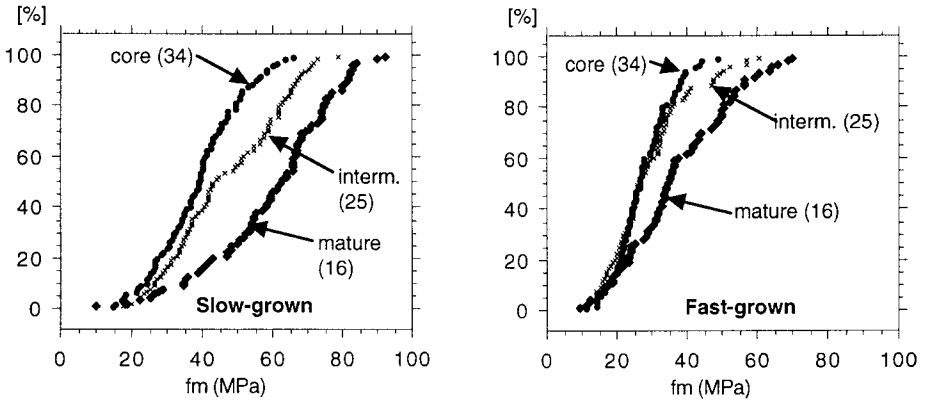 [%]
100
80
60
40
20
0
core (34)
interm.
(25)
mature
(16)
Slow-grown
0 20 40 60 80 100
fm (MPa)
[%]
100
80
60
40
20
0
core (34)
interm. (25)
mature (16)
Fast-grown
0 20 40 60 80 100
fm (MPa)